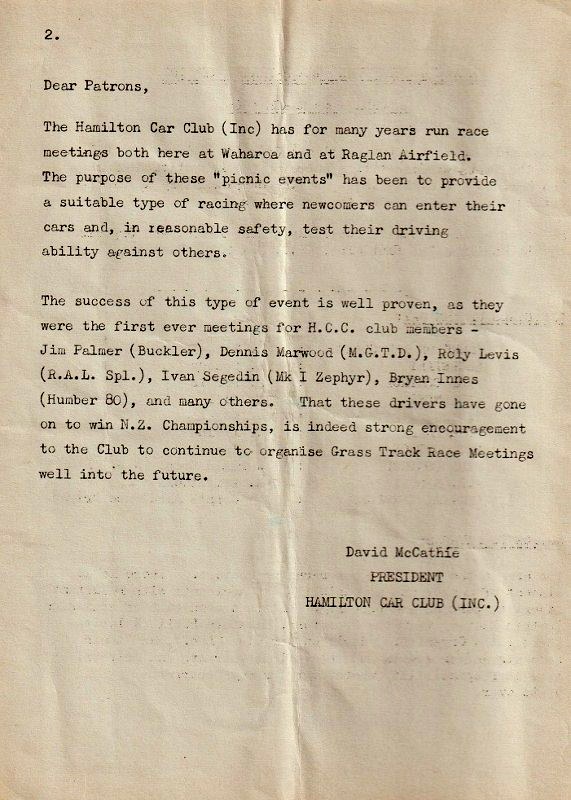 2.
Dear Patrons,
The Hamilton Car Club (Inc) has for many years run race
meetings both here at Waharoa and at Raglan Airfield.
The purpose of these "picnic events" has been to provide
a suitable type of racing where newcomers can enter their
cars and, in reasonable safety, test their driving
ability against others.
The success of this type of event is well proven, as they
were the first ever meetings for H.C.C. club members -
Jim Palmer (Buckler), Dennis Marwood (M.G.T.D.), Roly Levis
(R.A.L. Spl.), Ivan Segedin (Mk I Zephyr), Bryan Innes
(Humber 80), and many others. That these drivers have gone
on to win N.Z. Championships, is indeed strong encouragement
to the Club to continue to organise Grass Track Race Meetings
well into the future.
David McCathie
PRESIDENT
HAMILTON CAR CLUB (INC.)